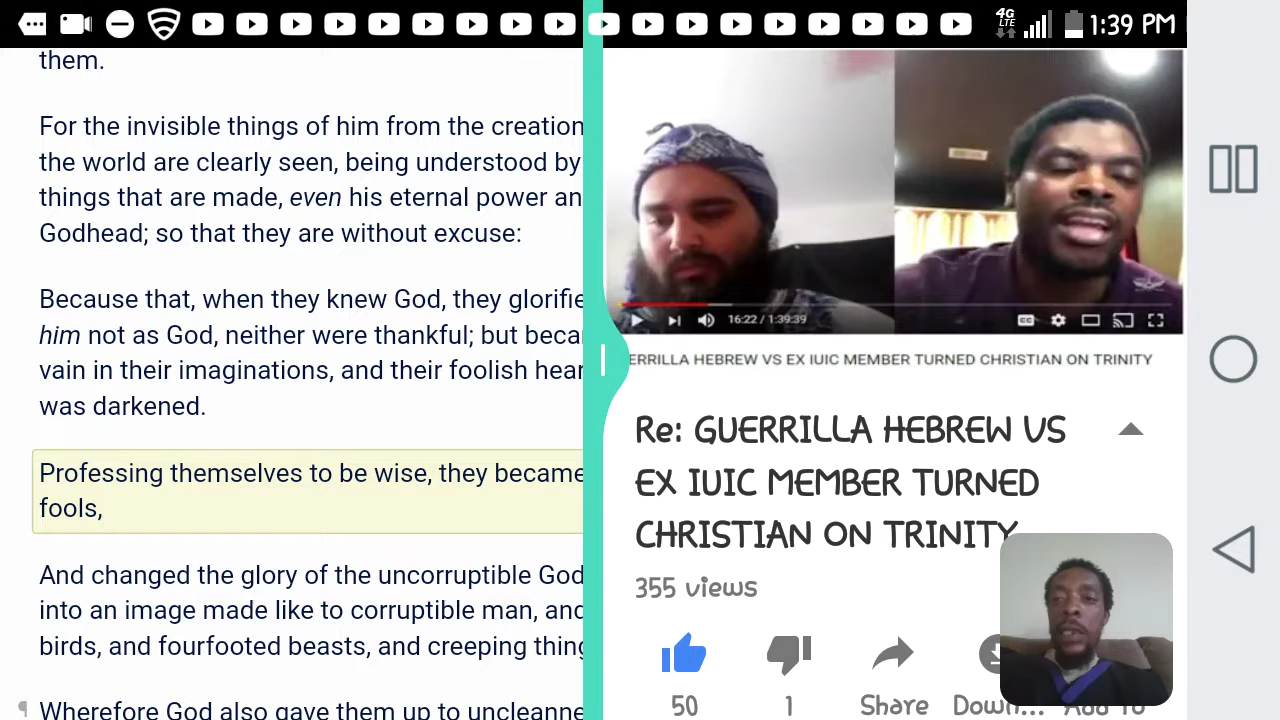 4G
LTE
1:39 PM
them.
For the invisible things of him from the creation
the world are clearly seen, being understood by
things that are made, even his eternal power an
Godhead; so that they are without excuse:
Because that, when they knew God, they glorifie
him not as God, neither were thankful; but beca
vain in their imaginations, and their foolish hear
was darkened.
Professing themselves to be wise, they became
fools,
And changed the glory of the uncorruptible God
into an image made like to corruptible man, and
birds, and fourfooted beasts, and creeping thing
¶ Wherefore God also gave them up to uncleanne
16:22 / 1:39:39
CC
ERRILLA HEBREW VS EX IUIC MEMBER TURNED CHRISTIAN ON TRINITY
Re: GUERRILLA HEBREW VS
EX IUIC MEMBER TURNED
CHRISTIAN ON TRINITY
355 views
50 1 Share Down... Add To